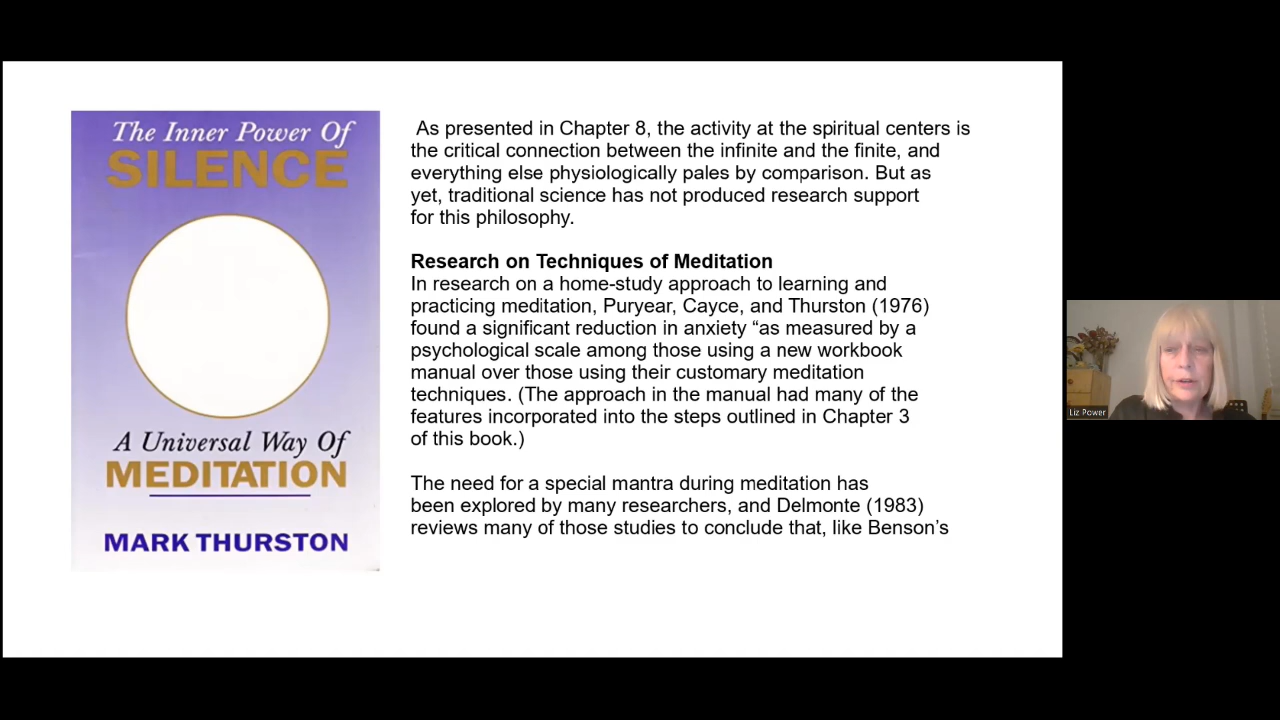 The Inner Power Of
SILENCE
A Universal Way Of
MEDITATION
MARK THURSTON
As presented in Chapter 8, the activity at the spiritual centers is
the critical connection between the infinite and the finite, and
everything else physiologically pales by comparison. But as
yet, traditional science has not produced research support
for this philosophy.
Research on Techniques of Meditation
In research on a home-study approach to learning and
practicing meditation, Puryear, Cayce, and Thurston (1976)
found a significant reduction in anxiety “as measured by a
psychological scale among those using a new workbook
manual over those using their customary meditation
techniques. (The approach in the manual had many of the
features incorporated into the steps outlined in Chapter 3
of this book.)
The need for a special mantra during meditation has
been explored by many researchers, and Delmonte (1983)
reviews many of those studies to conclude that, like Benson’s
Liz Power